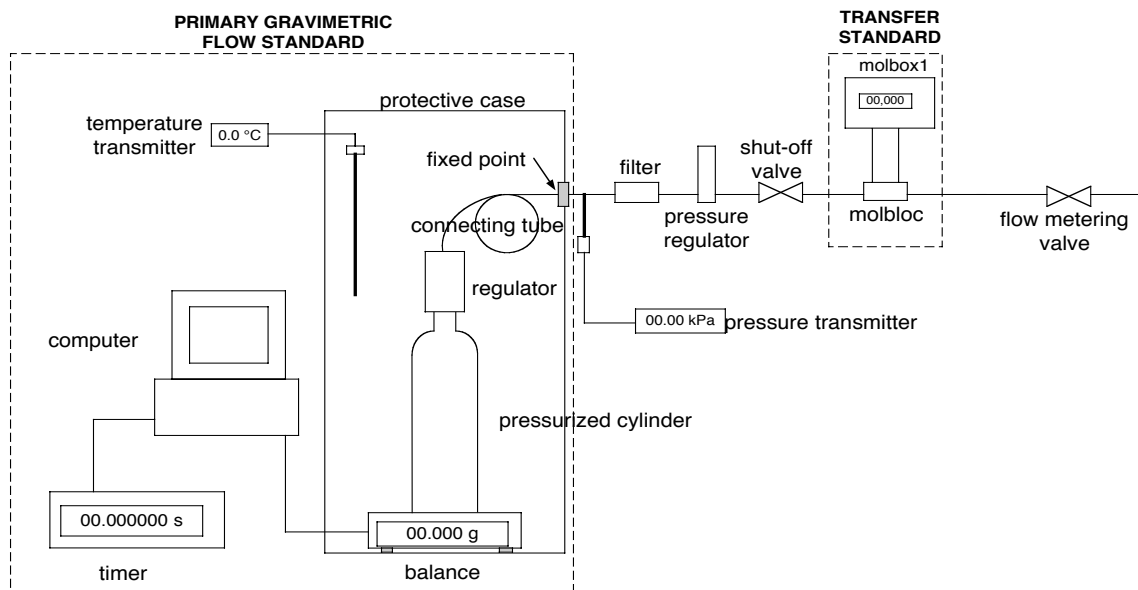 PRIMARY GRAVIMETRIC
FLOW STANDARD
TRANSFER
STANDARD
molbox1
00,000
protective case
temperature
transmitter
0.0 °C
fixed point
filter
shut-off
valve
connecting tube
pressure
regulator
molbloc
flow metering
valve
regulator
00.00 kPa
pressure transmitter
computer
pressurized cylinder
00.000000 s
00.000 g
timer
balance